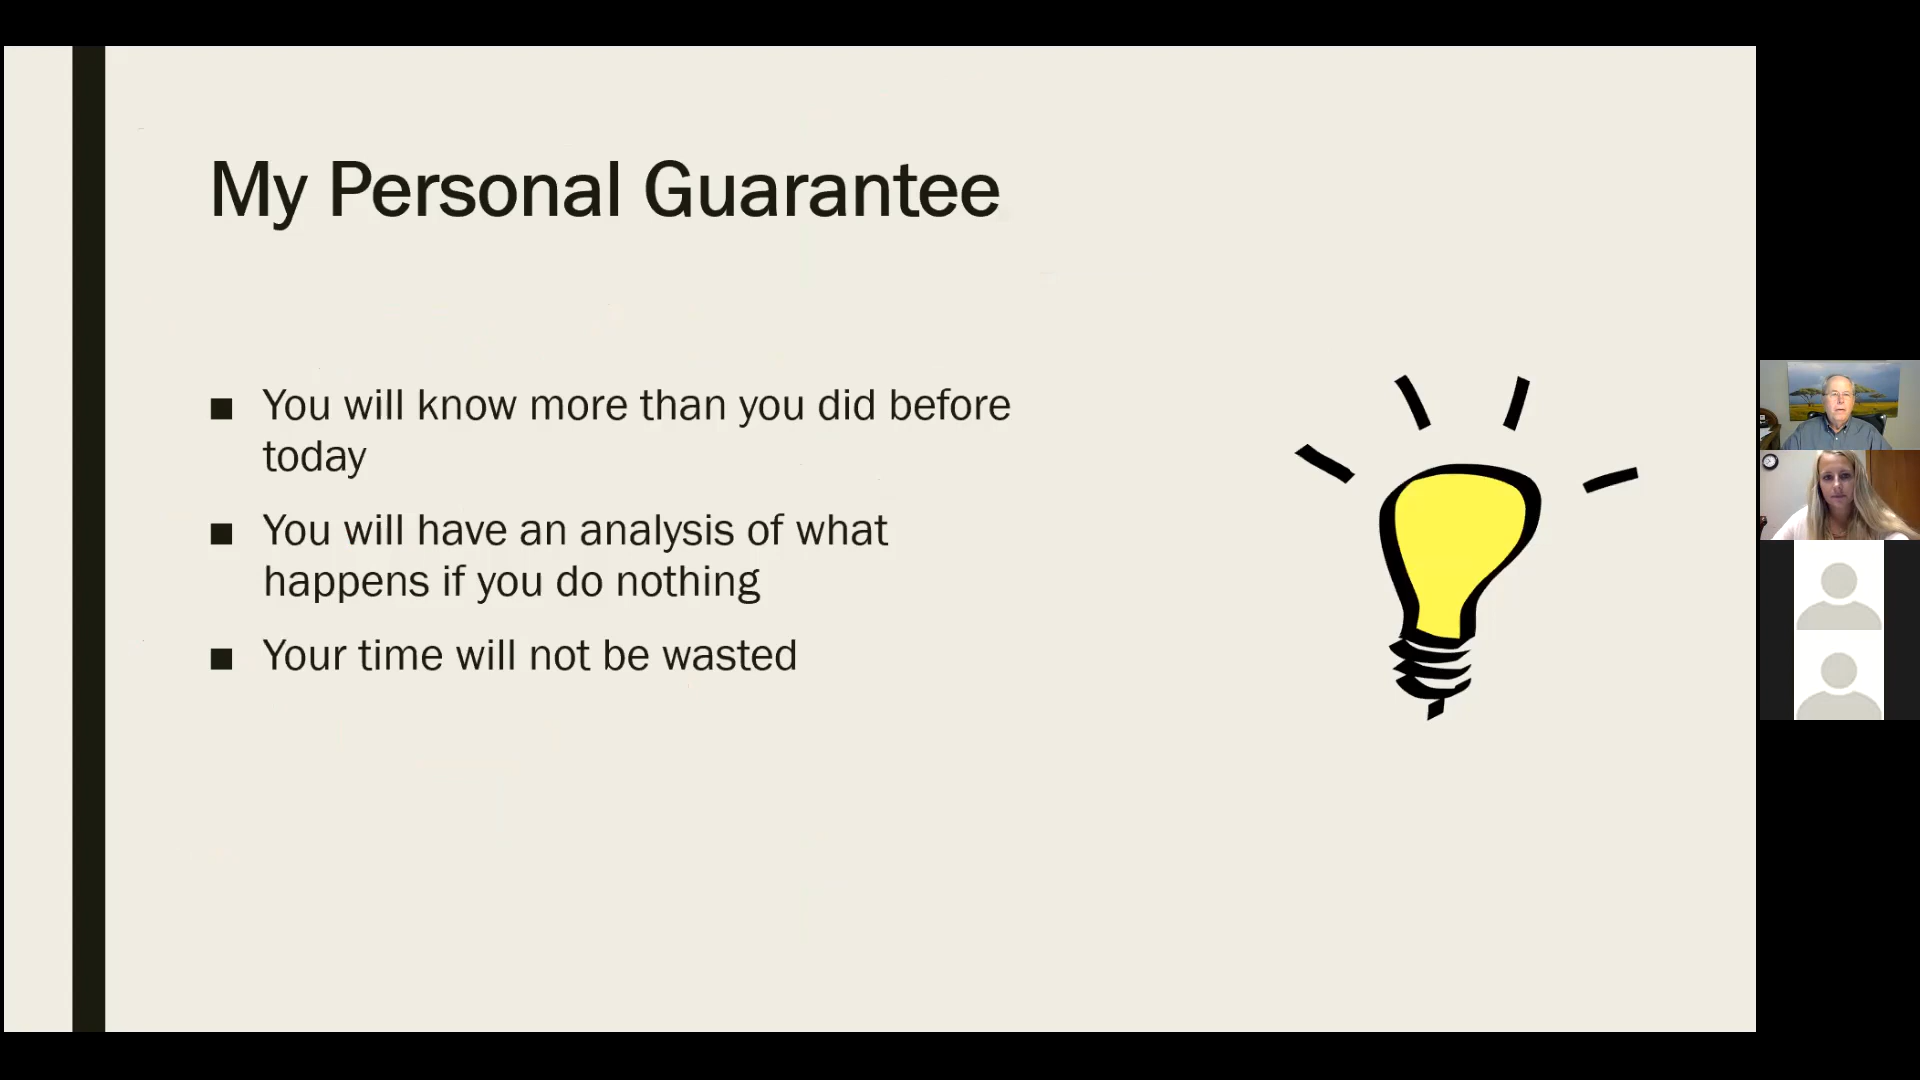 My Personal Guarantee
■ You will know more than you did before
today
■ You will have an analysis of what
happens if you do nothing
■ Your time will not be wasted